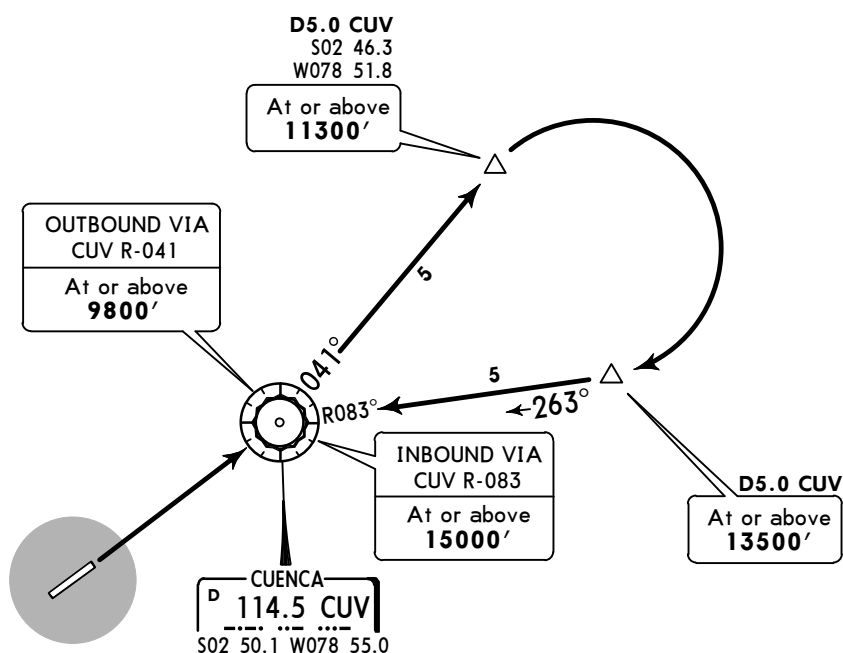 D5.0 CUV
S02 46.3
W078 51.8
At or above
11300′
OUTBOUND VIA
CUV R-041
At or above
9800′
5
041°
5
R083°
263°
INBOUND VIA
CUV R-083
At or above
15000′
D5.0 CUV
At or above
13500′
CUENCA
D 114.5 CUV
S02 50.1 W078 55.0